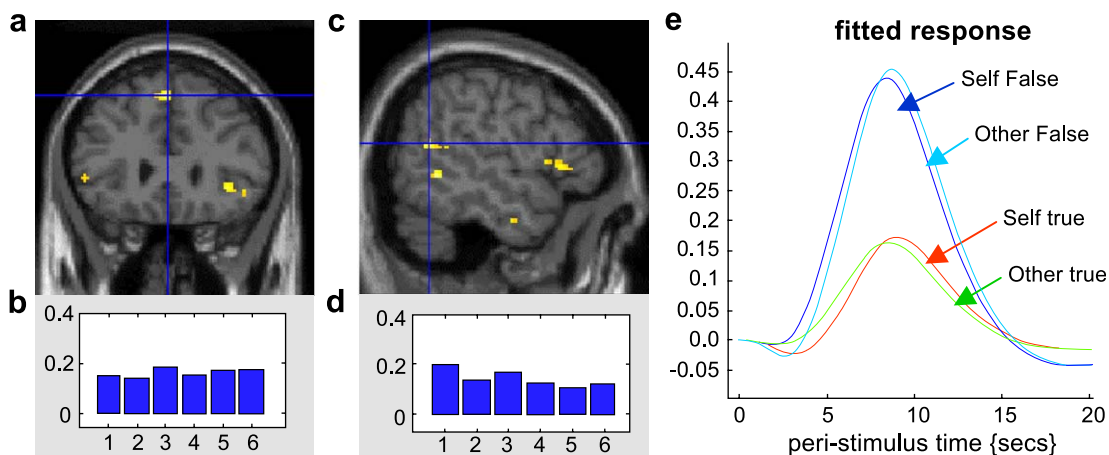 a
b
0.4
0.2
0
1 2 3 4 5 6
c
d
0.4
0.2
0
1 2 3 4 5 6
e
fitted response
0.45
0.4
0.35
0.3
0.25
0.2
0.15
0.1
0.05
0.0
-0.05
Self False
Other False
Self true
Other true
0 5 10 15 20
peri-stimulus time {secs}